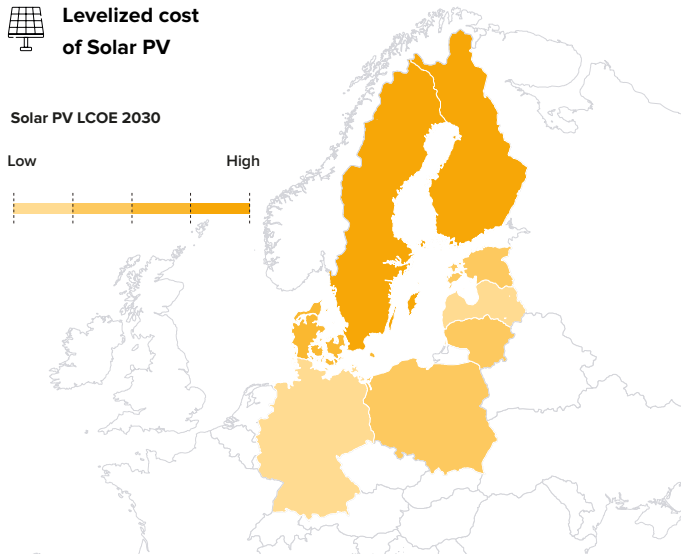 Levelized cost
of Solar PV
Solar PV LCOE 2030
Low High